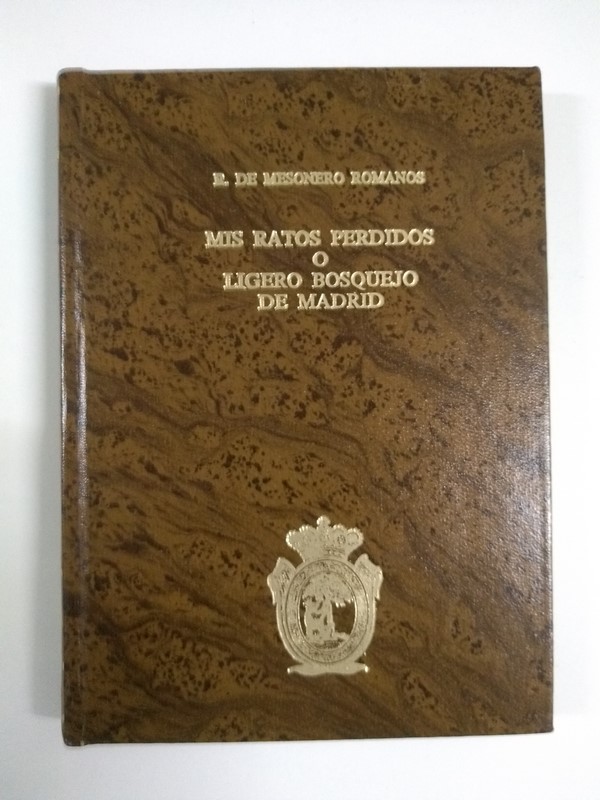 R. DE MESONERO ROMANOS
MIS RATOS PERDIDOS
O
LIGERO BOSQUEJO
DE MADRID